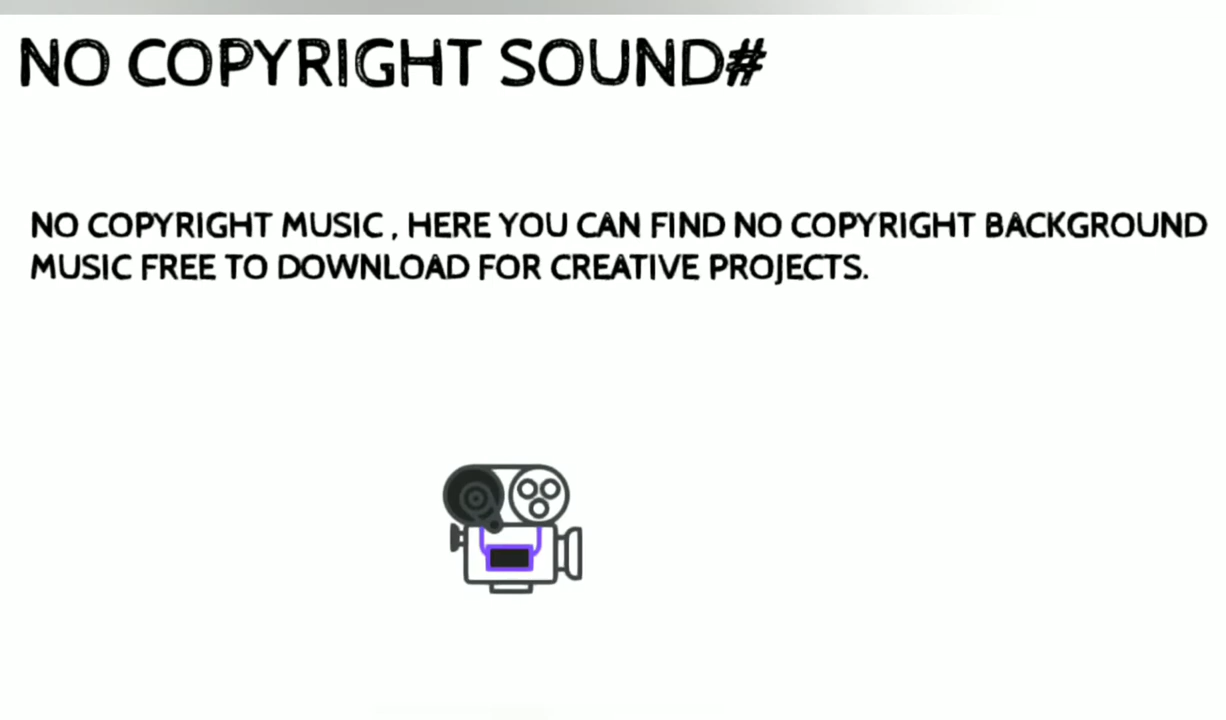 NO COPYRIGHT SOUND#
NO COPYRIGHT MUSIC , HERE YOU CAN FIND NO COPYRIGHT BACKGROUND
MUSIC FREE TO DOWNLOAD FOR CREATIVE PROJECTS.